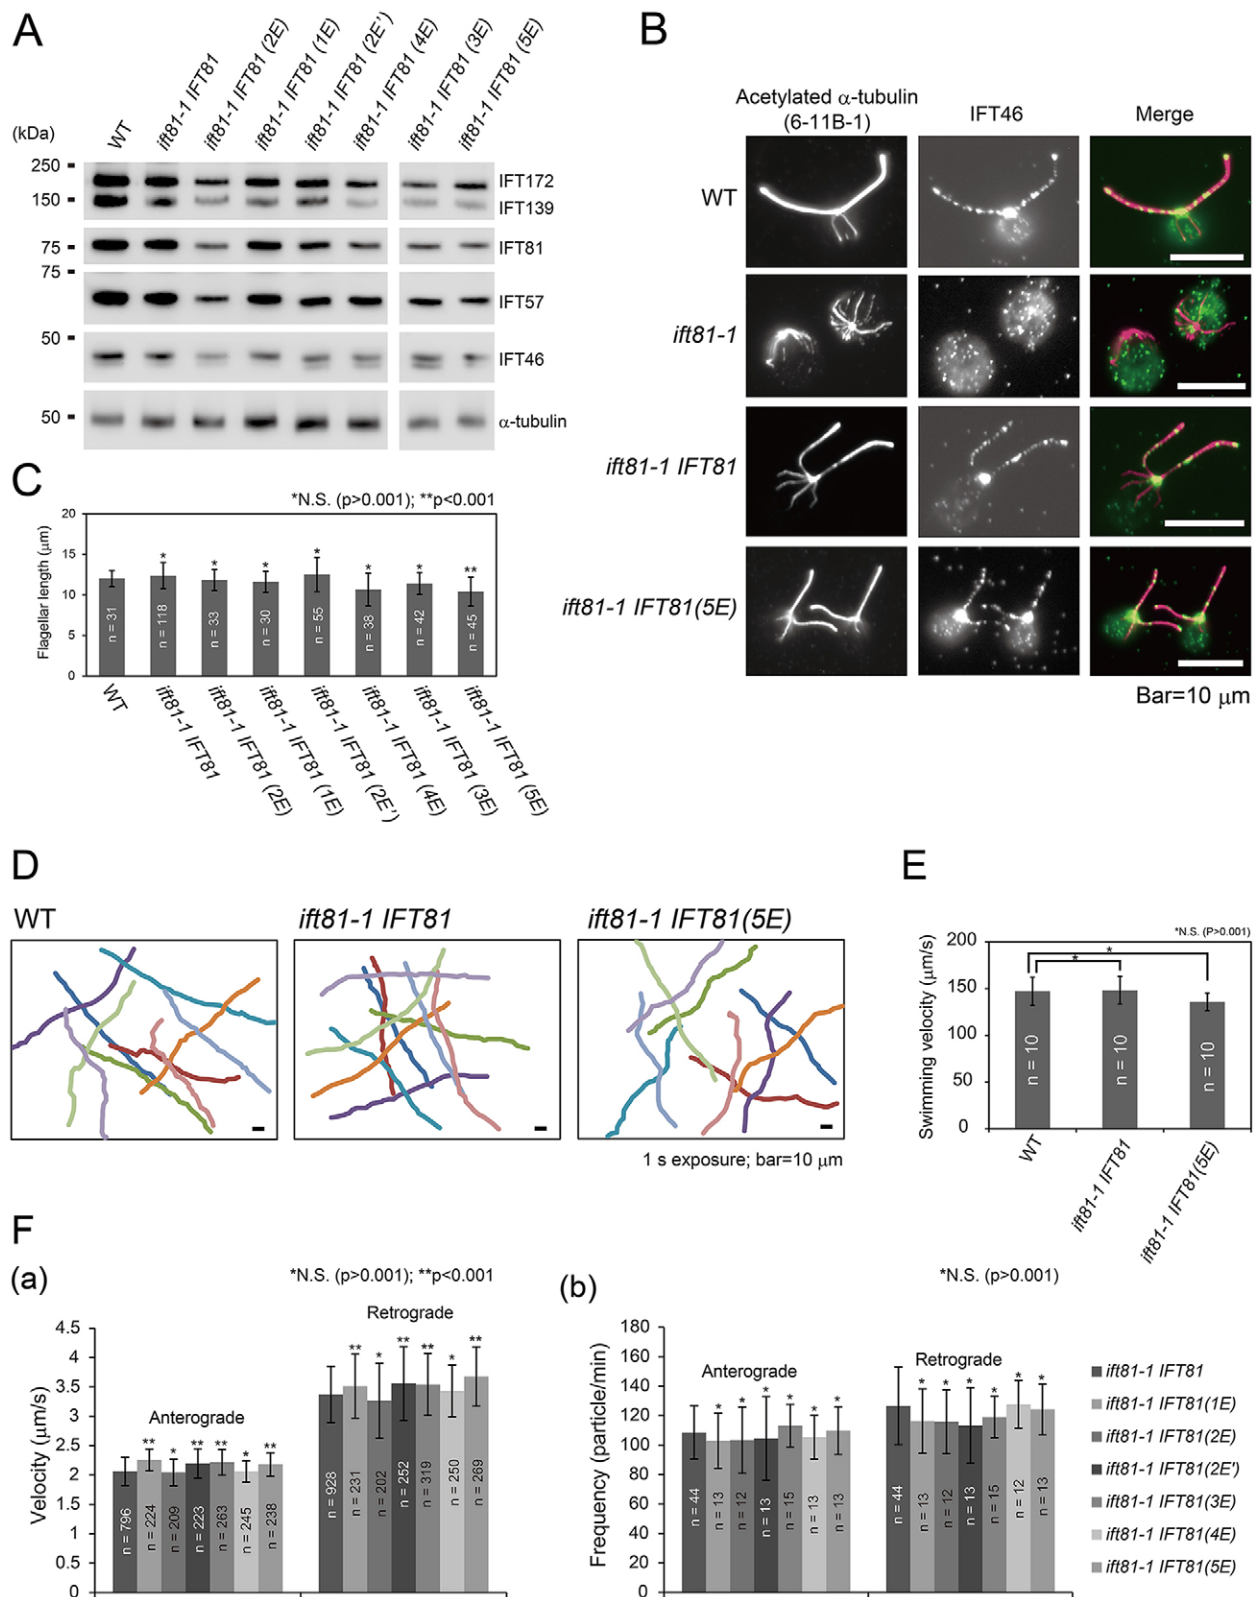 A
WT
ift81-1 IFT81
ift81-1 IFT81 (2E)
ift81-1 IFT81 (1E)
ift81-1 IFT81 (2E')
ift81-1 IFT81 (4E)
ift81-1 IFT81 (3E)
ift81-1 IFT81 (5E)
(kDa)
250
150
75
75
50
50
IFT172
IFT139
IFT81
IFT57
IFT46
α-tubulin
B
Acetylated α-tubulin
(6-11B-1)
IFT46
Merge
WT
ift81-1
ift81-1 IFT81
ift81-1 IFT81(5E)
Bar=10 μm
C
*N.S. (p>0.001); **p<0.001
Flagellar length (μm)
20
15
10
5
0
* * * * * * **
n = 31
n = 118
n = 33
n = 30
n = 55
n = 38
n = 42
n = 45
WT
ift81-1 IFT81
ift81-1 IFT81 (2E)
ift81-1 IFT81 (1E)
ift81-1 IFT81 (2E')
ift81-1 IFT81 (4E)
ift81-1 IFT81 (3E)
ift81-1 IFT81 (5E)
D
WT
ift81-1 IFT81
ift81-1 IFT81(5E)
1 s exposure; bar=10 μm
E
*N.S. (P>0.001)
Swimming velocity (μm/s)
200
150
100
50
0
*
*
n = 10
n = 10
n = 10
WT
ift81-1 IFT81
ift81-1 IFT81(5E)
F
(a)
*N.S. (p>0.001); **p<0.001
Velocity (μm/s)
4.5
4
3.5
3
2.5
2
1.5
1
0.5
0
Anterograde
** * ** ** * **
n = 796
n = 224
n = 209
n = 223
n = 263
n = 245
n = 238
Retrograde
** * ** ** * **
n = 928
n = 231
n = 202
n = 252
n = 319
n = 250
n = 269
(b)
*N.S. (p>0.001)
Frequency (particle/min)
180
160
140
120
100
80
60
40
20
0
Anterograde
* * * * * *
n = 44
n = 13
n = 12
n = 13
n = 15
n = 13
n = 13
Retrograde
* * * * * *
n = 44
n = 13
n = 12
n = 13
n = 15
n = 12
n = 13
ift81-1 IFT81
ift81-1 IFT81(1E)
ift81-1 IFT81(2E)
ift81-1 IFT81(2E')
ift81-1 IFT81(3E)
ift81-1 IFT81(4E)
ift81-1 IFT81(5E)